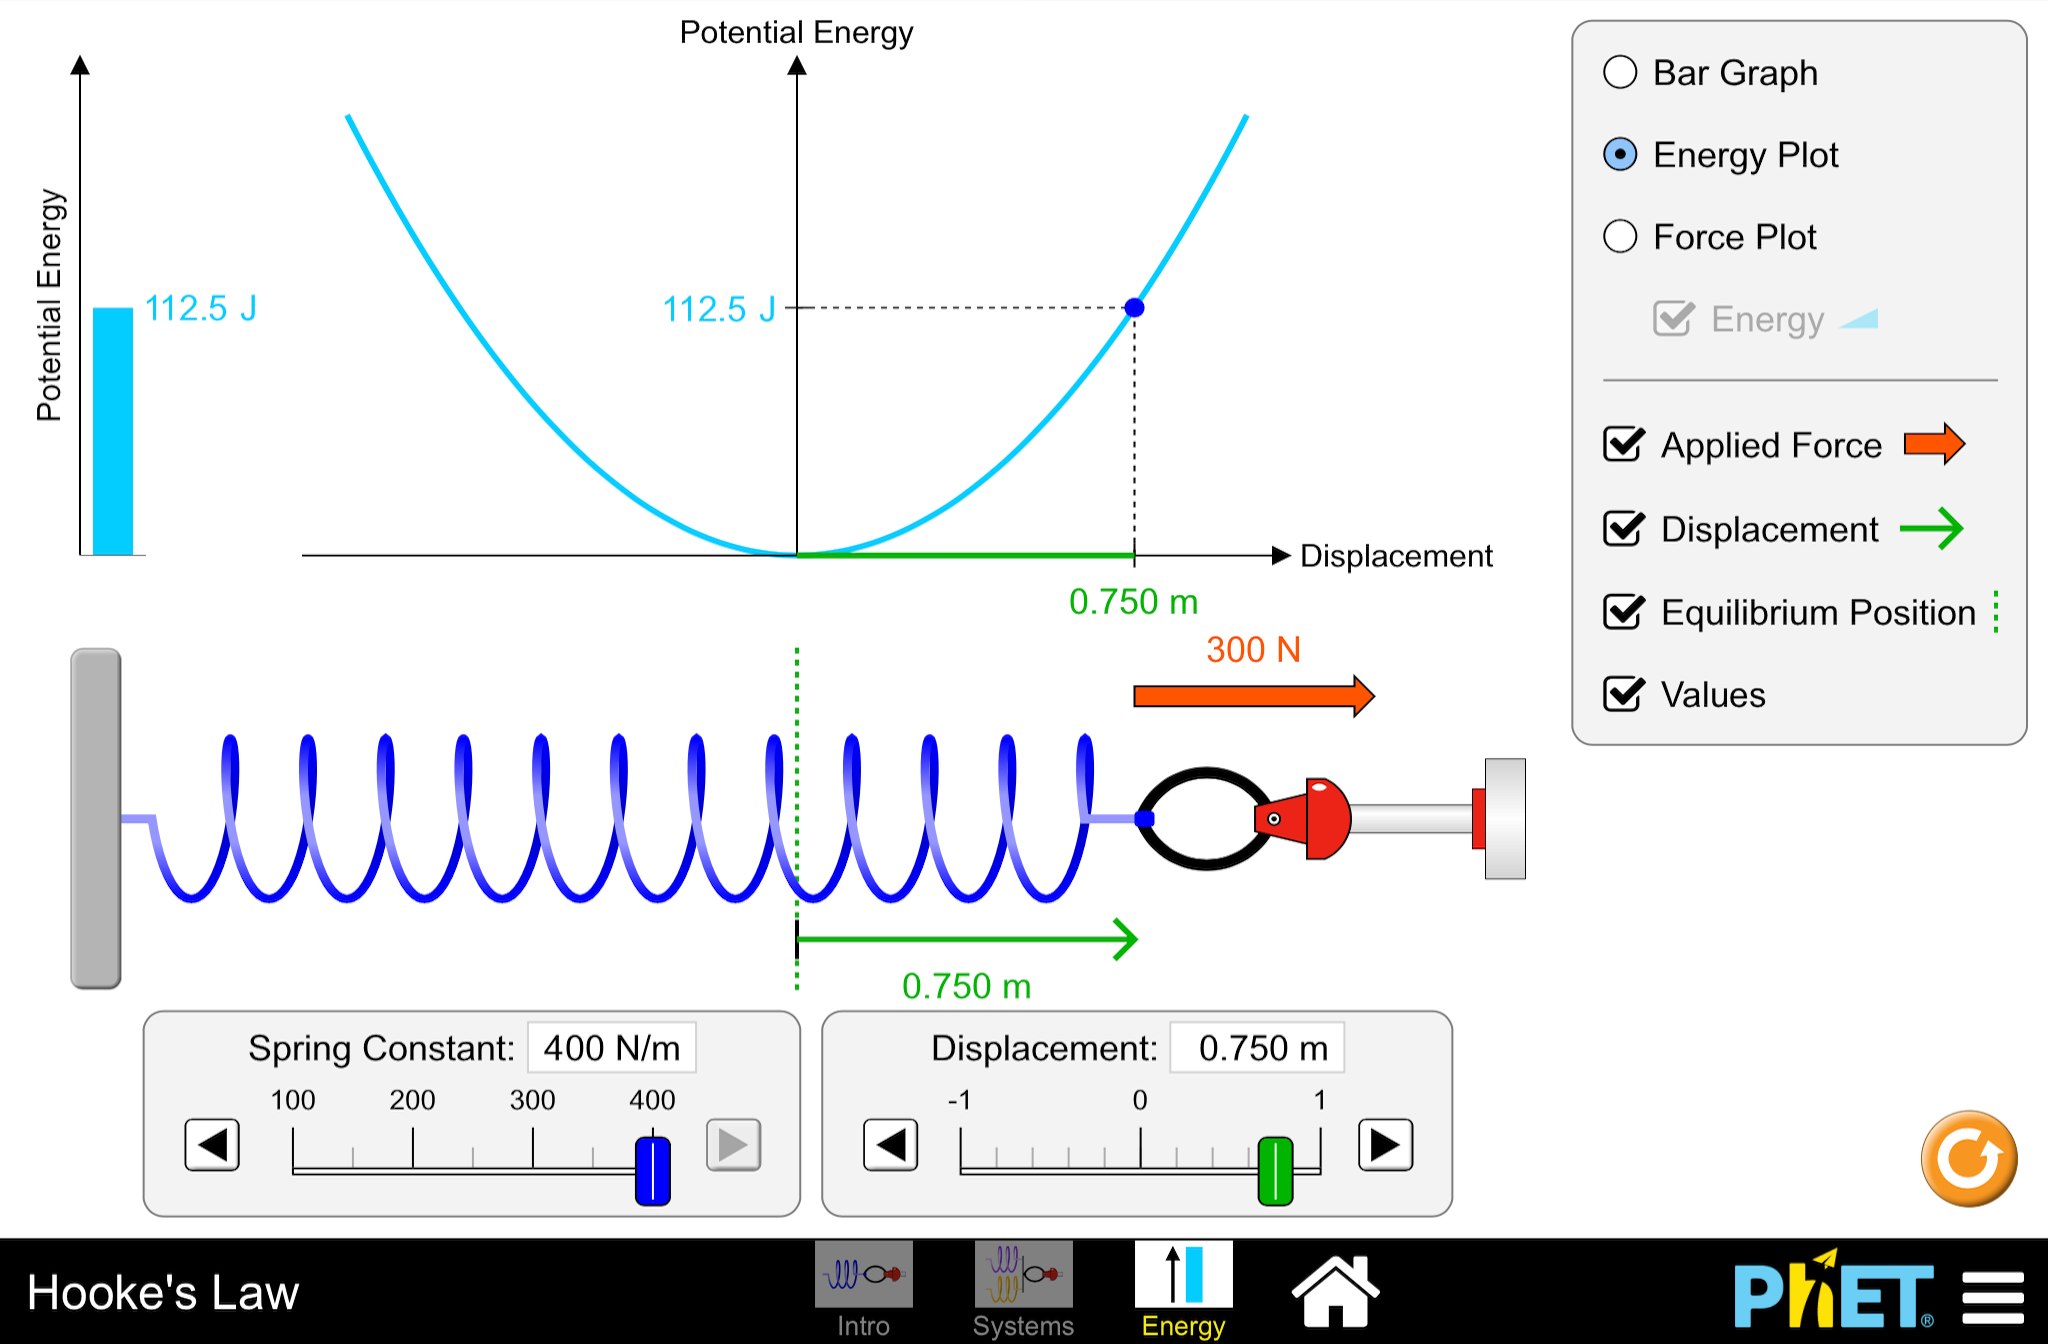 Potential Energy
Potential Energy
112.5 J
112.5 J
Displacement
0.750 m
300 N
0.750 m
Bar Graph
Energy Plot
Force Plot
Energy
Applied Force
Displacement
Equilibrium Position
Values
Spring Constant: 400 N/m
100 200 300 400
Displacement: 0.750 m
-1 0 1
Hooke's Law
Intro
Systems
Energy
PhET®